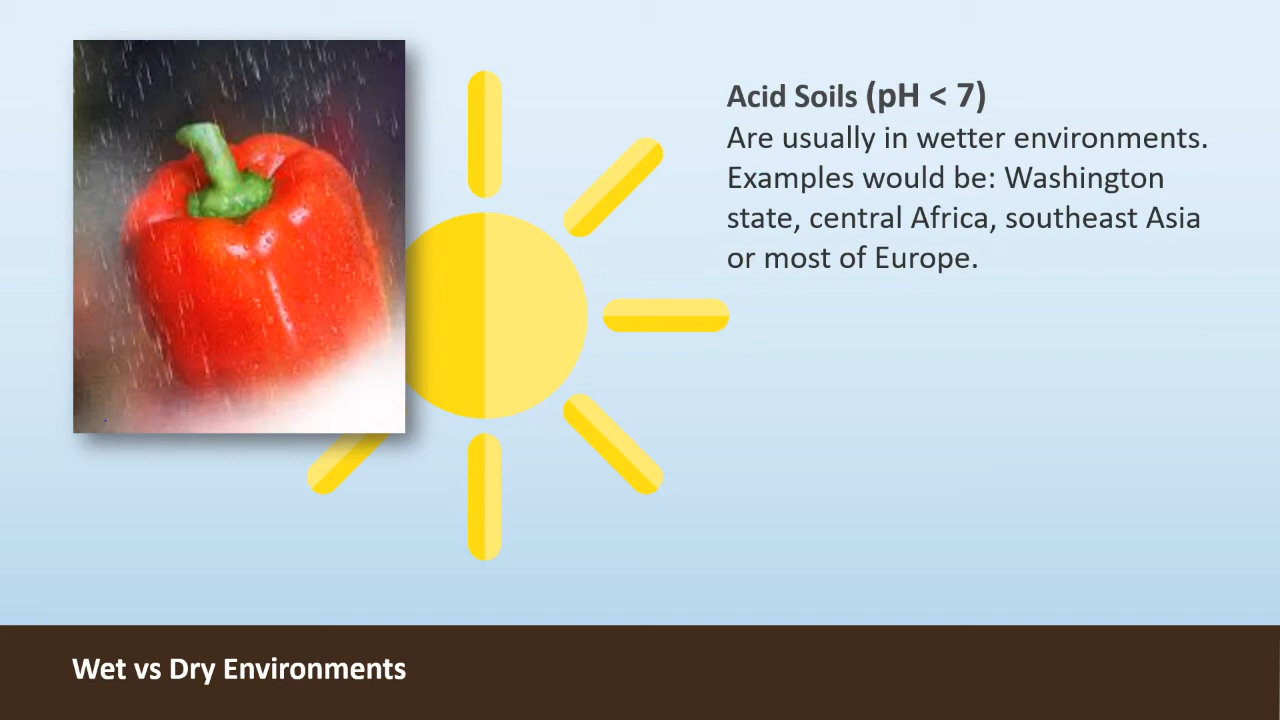 Acid Soils (pH < 7)
Are usually in wetter environments.
Examples would be: Washington
state, central Africa, southeast Asia
or most of Europe.
Wet vs Dry Environments